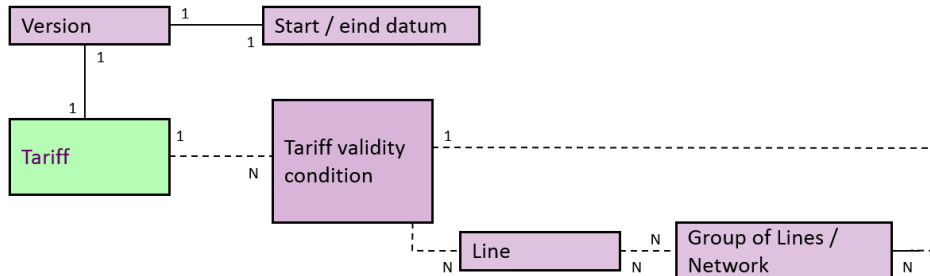 Version
1
1
Start / eind datum
1
1
Tariff
1
N
Tariff validity
condition
1
N
Line
N
N
Group of Lines /
Network
N